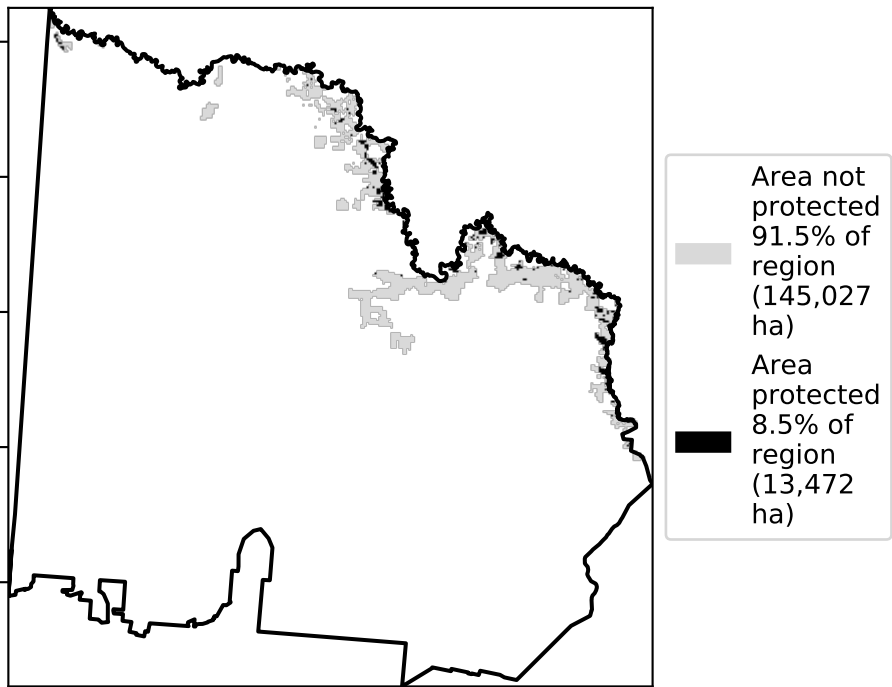 Area not
protected
91.5% of
region
(145,027
ha)
Area
protected
8.5% of
region
(13,472
ha)